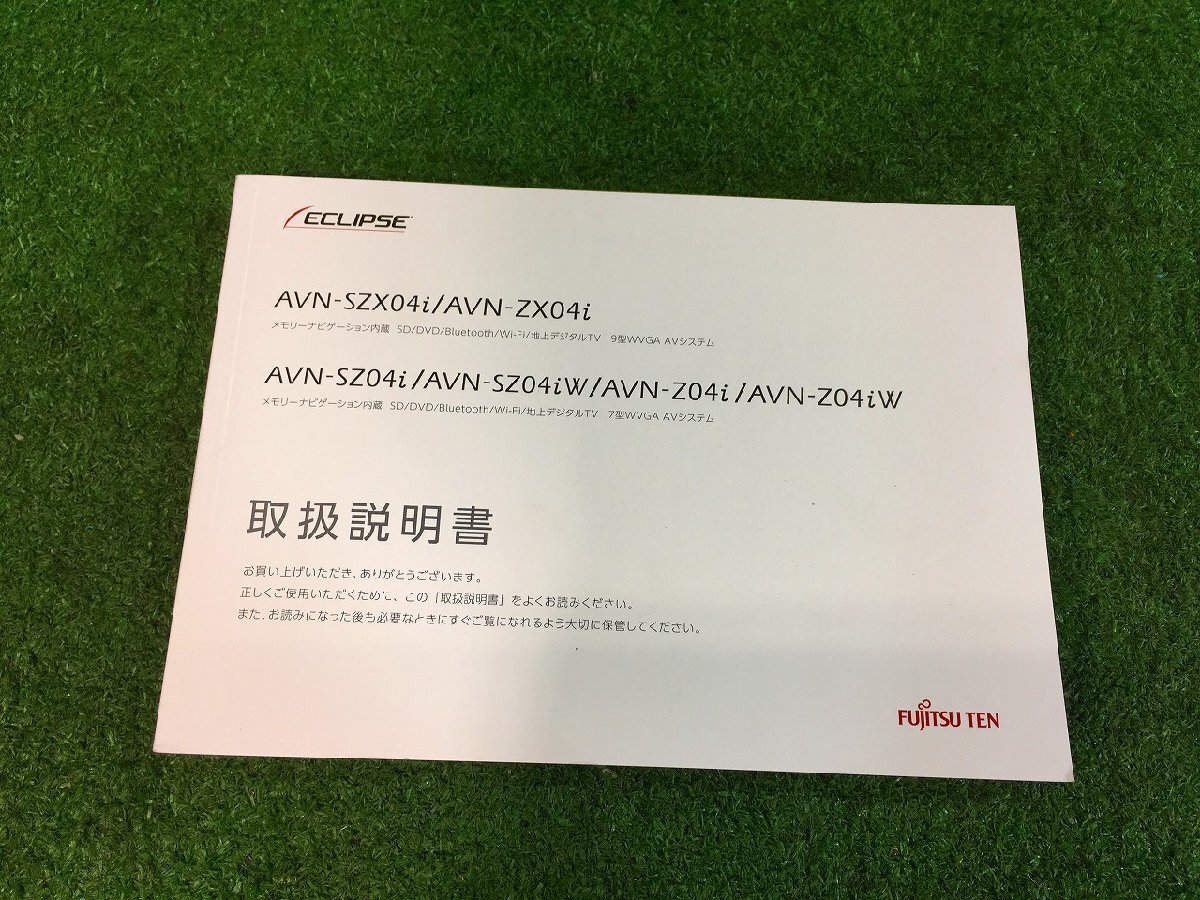 ECLIPSE
AVN-SZX04i/AVN-ZX04i
メモリーナビゲーション内蔵 SD/DVD/Bluetooth/Wi-Fi/地上デジタルTV 9型WVGA AVシステム
AVN-SZ04i/AVN-SZ04iW/AVN-Z04i/AVN-Z04iW
メモリーナビゲーション内蔵 SD/DVD/Bluetooth/Wi-Fi/地上デジタルTV 7型WVGA AVシステム
取扱説明書
お買い上げいただき、ありがとうございます。
正しくご使用いただくために、この「取扱説明書」をよくお読みください。
また、お読みになった後も必要なときにすぐご覧になれるよう大切に保管してください。
FUJITSU TEN